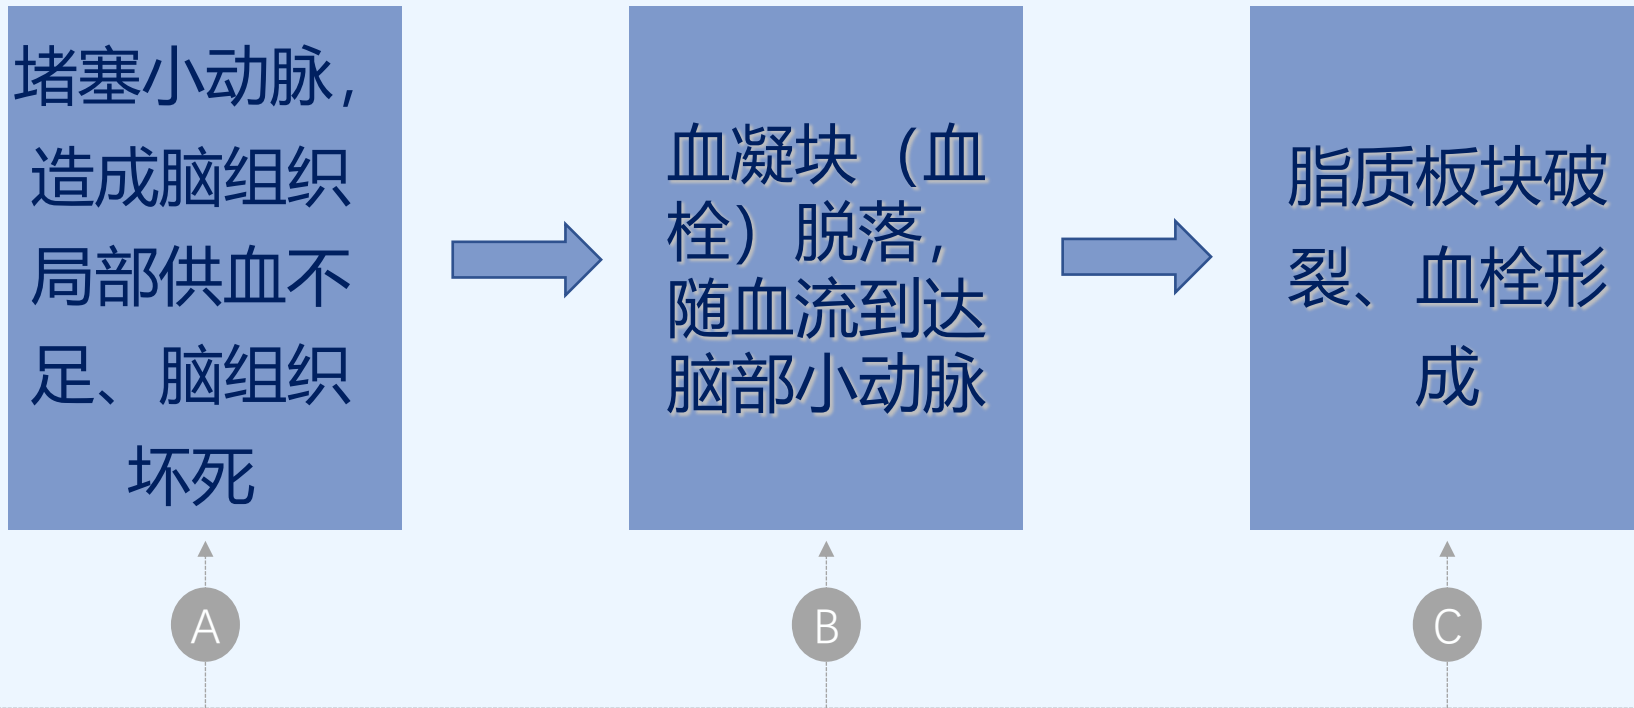 堵塞小动脉，
造成脑组织
局部供血不
足、脑组织
坏死
血凝块（血
栓）脱落，
随血流到达
脑部小动脉
脂质板块破
裂、血栓形
成
A
B
C